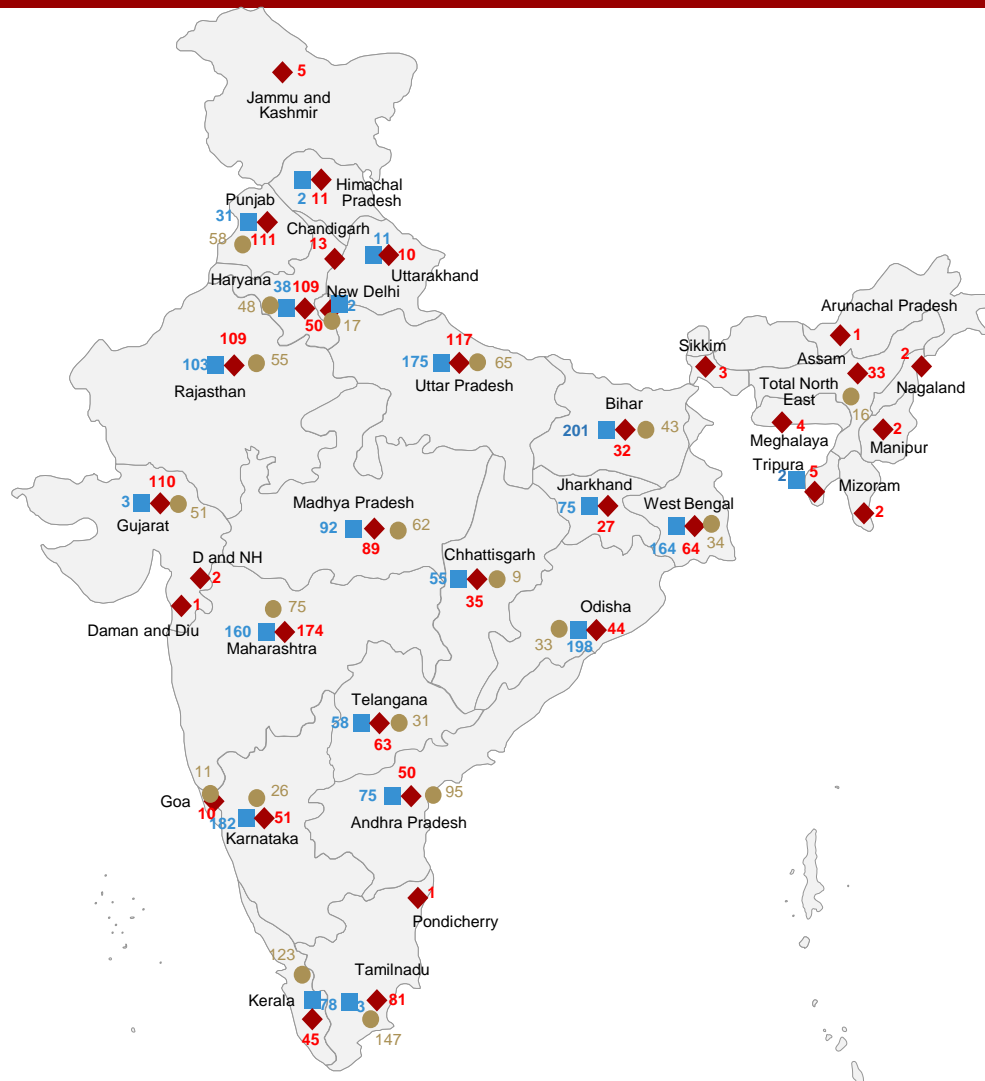 5
Jammu and
Kashmir
2 11
Himachal
Pradesh
Punjab
31
58
111
Chandigarh
13
11
10
Uttarakhand
Haryana
38 109
New Delhi
48
2
50
17
109
103
55
Rajasthan
117
175
65
Uttar Pradesh
Arunachal Pradesh
1
Sikkim
3
Assam
33
2
Nagaland
Total North
East
16
4
Meghalaya
2
Manipur
Tripura
2
5
Mizoram
2
Bihar
201
43
32
Jharkhand
75
27
West Bengal
164 64
34
110
3
51
Gujarat
Madhya Pradesh
92
62
89
Chhattisgarh
55
9
35
D and NH
2
1
Daman and Diu
75
160
174
Maharashtra
Odisha
44
33
198
Telangana
58
31
63
11
Goa
10
26
182
51
Karnataka
50
75
95
Andhra Pradesh
1
Pondicherry
123
Kerala
78
45
Tamilnadu
3
81
147